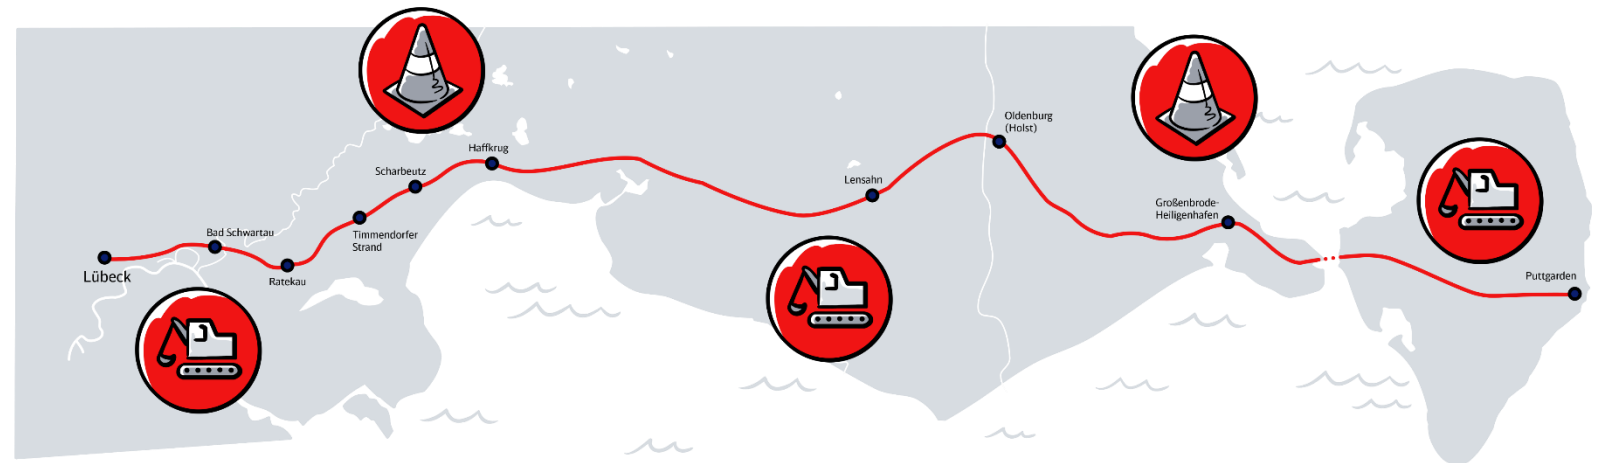 Lübeck
Bad Schwartau
Ratekau
Timmendorfer
Strand
Scharbeutz
Haffkrug
Lensahn
Oldenburg
(Holst)
Großenbrode-
Heiligenhafen
Puttgarden